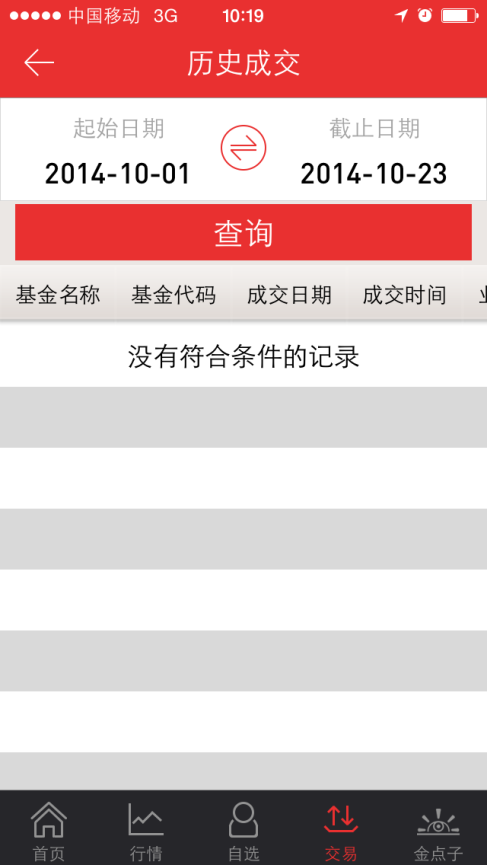 中国移动 3G 10:19
历史成交
起始日期 截止日期
2014-10-01 2014-10-23
查询
基金名称 基金代码 成交日期 成交时间
没有符合条件的记录
首页 行情 自选 交易 金点子